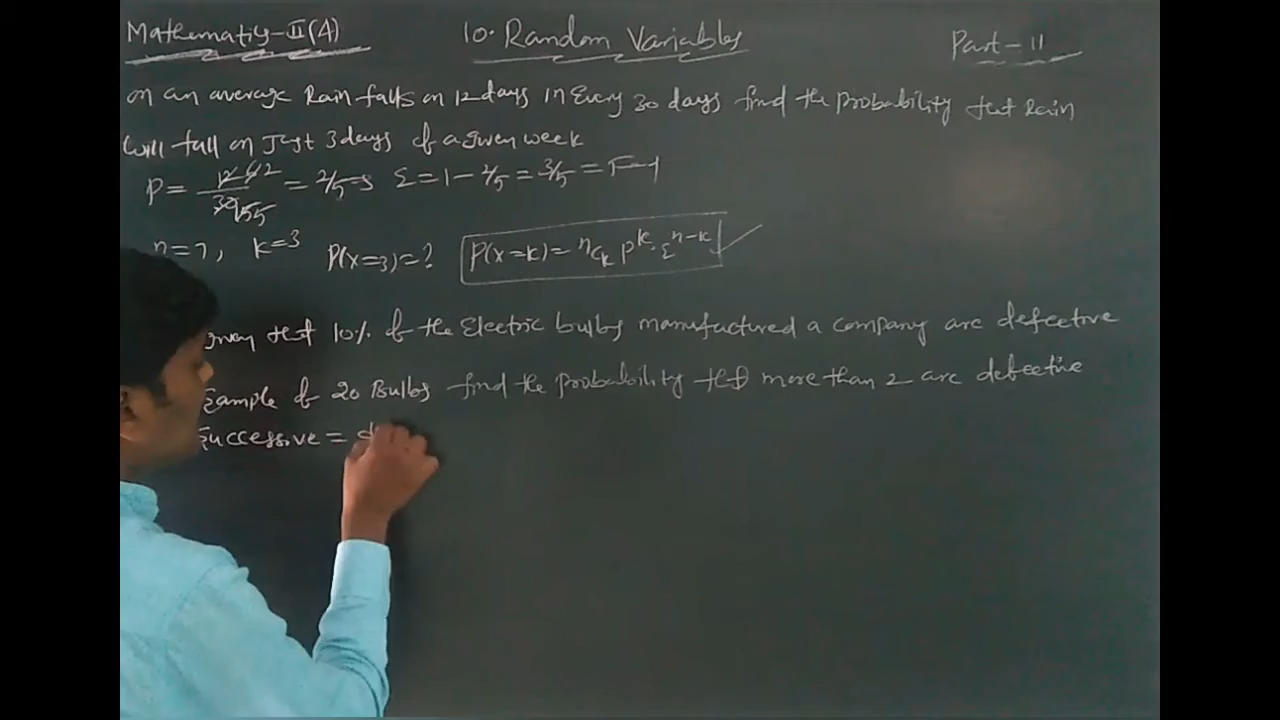 Mathematiy-II(A) 10. Random Variables Part-11
on an average Rain falls on 12 days in Every 30 days find the Probability that Rain
will fall on Just 3 days of a given week
P = 12/30 = 2/5 → S Σ = 1 - 2/5 = 3/5 = F → 1
n=7, k=3 P(X=3)=? P(X=k) = nCk P^k. Σ^n-k
that 10% of the Electric bulbs manufactured a company are defective
Sample of 20 Bulbs find the probability that more than 2 are defective
Successive = d